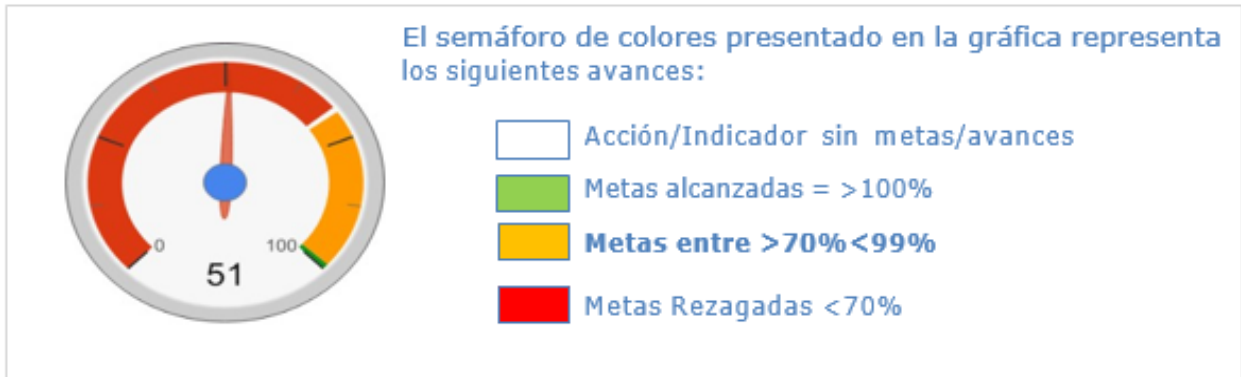 El semáforo de colores presentado en la gráfica representa
los siguientes avances:
Acción/Indicador sin metas/avances
Metas alcanzadas = >100%
Metas entre >70%<99%
Metas Rezagadas <70%
0
100
51